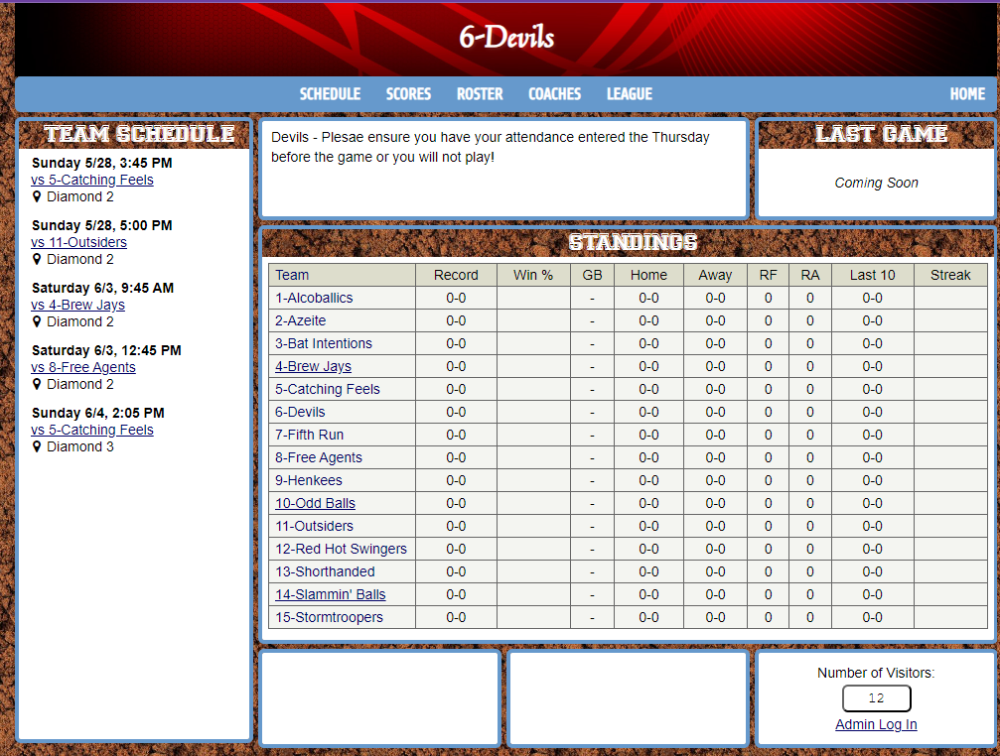 6-Devils
SCHEDULE SCORES ROSTER COACHES LEAGUE HOME
TEAM SCHEDULE
Sunday 5/28, 3:45 PM
vs 5-Catching Feels
Diamond 2
Sunday 5/28, 5:00 PM
vs 11-Outsiders
Diamond 2
Saturday 6/3, 9:45 AM
vs 4-Brew Jays
Diamond 2
Saturday 6/3, 12:45 PM
vs 8-Free Agents
Diamond 2
Sunday 6/4, 2:05 PM
vs 5-Catching Feels
Diamond 3
Devils - Plesae ensure you have your attendance entered the Thursday
before the game or you will not play!
LAST GAME
Coming Soon
STANDINGS
Team Record Win % GB Home Away RF RA Last 10 Streak
1-Alcoballics 0-0 - 0-0 0-0 0 0 0-0
2-Azeite 0-0 - 0-0 0-0 0 0 0-0
3-Bat Intentions 0-0 - 0-0 0-0 0 0 0-0
4-Brew Jays 0-0 - 0-0 0-0 0 0 0-0
5-Catching Feels 0-0 - 0-0 0-0 0 0 0-0
6-Devils 0-0 - 0-0 0-0 0 0 0-0
7-Fifth Run 0-0 - 0-0 0-0 0 0 0-0
8-Free Agents 0-0 - 0-0 0-0 0 0 0-0
9-Henkees 0-0 - 0-0 0-0 0 0 0-0
10-Odd Balls 0-0 - 0-0 0-0 0 0 0-0
11-Outsiders 0-0 - 0-0 0-0 0 0 0-0
12-Red Hot Swingers 0-0 - 0-0 0-0 0 0 0-0
13-Shorthanded 0-0 - 0-0 0-0 0 0 0-0
14-Slammin' Balls 0-0 - 0-0 0-0 0 0 0-0
15-Stormtroopers 0-0 - 0-0 0-0 0 0 0-0
Number of Visitors:
12
Admin Log In